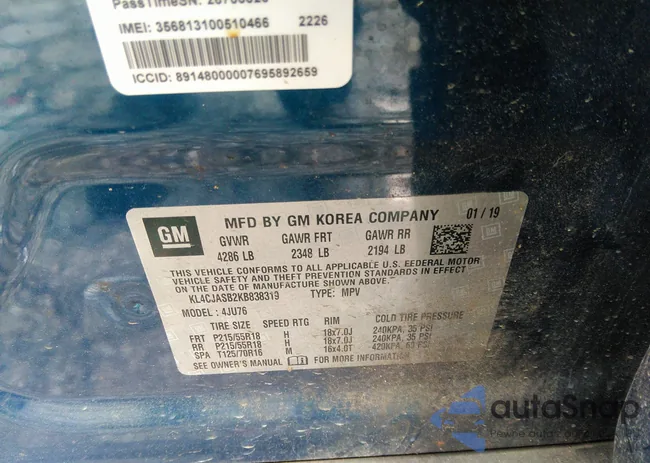 PassTimeSN:
IMEI: 356813100510466 2226
ICCID: 89148000007695892659
GM MFD BY GM KOREA COMPANY 01 / 19
GVWR GAWR FRT GAWR RR
4286 LB 2348 LB 2194 LB
THIS VEHICLE CONFORMS TO ALL APPLICABLE U.S. FEDERAL MOTOR
VEHICLE SAFETY AND THEFT PREVENTION STANDARDS IN EFFECT
ON THE DATE OF MANUFACTURE SHOWN ABOVE.
KL4CJASB2KB838319 TYPE: MPV
MODEL: 4JU76
TIRE SIZE SPEED RTG RIM COLD TIRE PRESSURE
FRT P215/55R18 H 18x7.0J 240KPA, 35 PSI
RR P215/55R18 H 18x7.0J 240KPA, 35 PSI
SPA T125/70R16 M 16x4.0T 420KPA, PSI
SEE OWNER'S MANUAL FOR MORE INFORMATION
autoSnap
Pewne auto